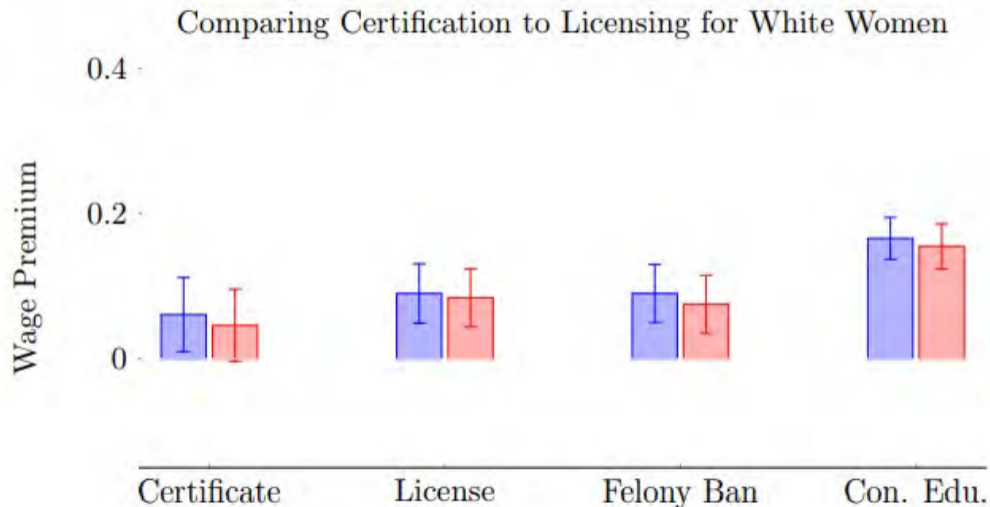 Comparing Certification to Licensing for White Women
0.4
0.2
0
Wage Premium
Certificate
License
Felony Ban
Con. Edu.